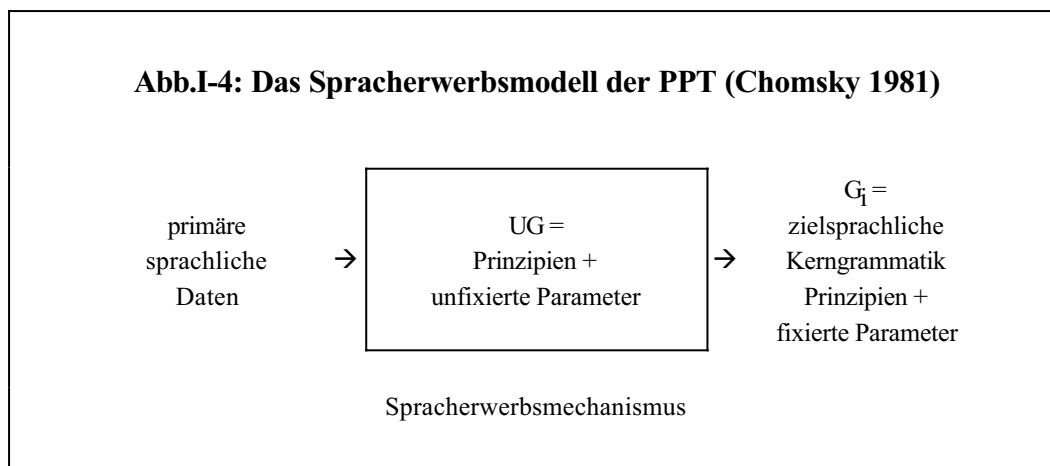 Abb.I-4: Das Spracherwerbsmodell der PPT (Chomsky 1981)
primäre
sprachliche
Daten
→
UG =
Prinzipien +
unfixierte Parameter
→
Gi =
zielsprachliche
Kerngrammatik
Prinzipien +
fixierte Parameter
Spracherwerbsmechanismus